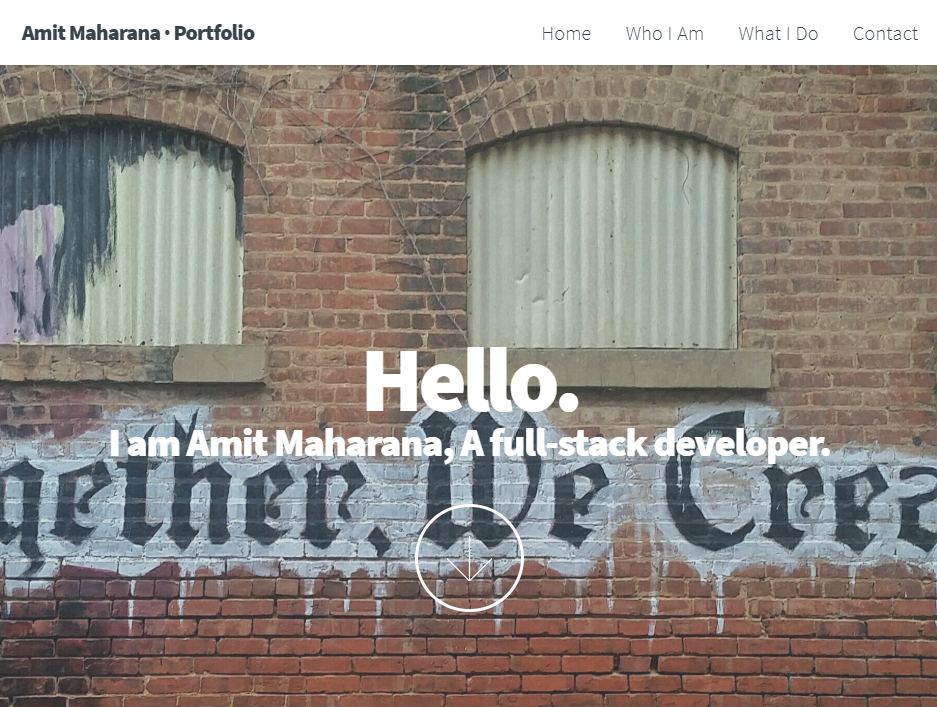 Amit Maharana • Portfolio
Home Who I Am What I Do Contact
Hello.
I am Amit Maharana, A full-stack developer.
gether. We Crea